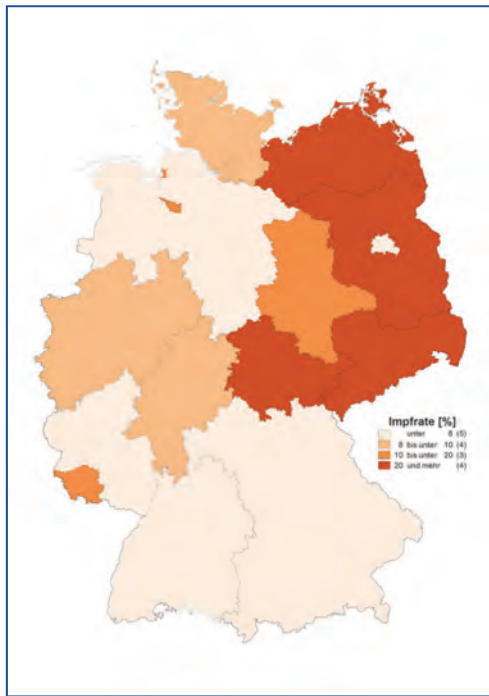 Impfrate [%]
unter 8 (5)
8 bis unter 10 (4)
10 bis unter 20 (3)
20 und mehr (4)